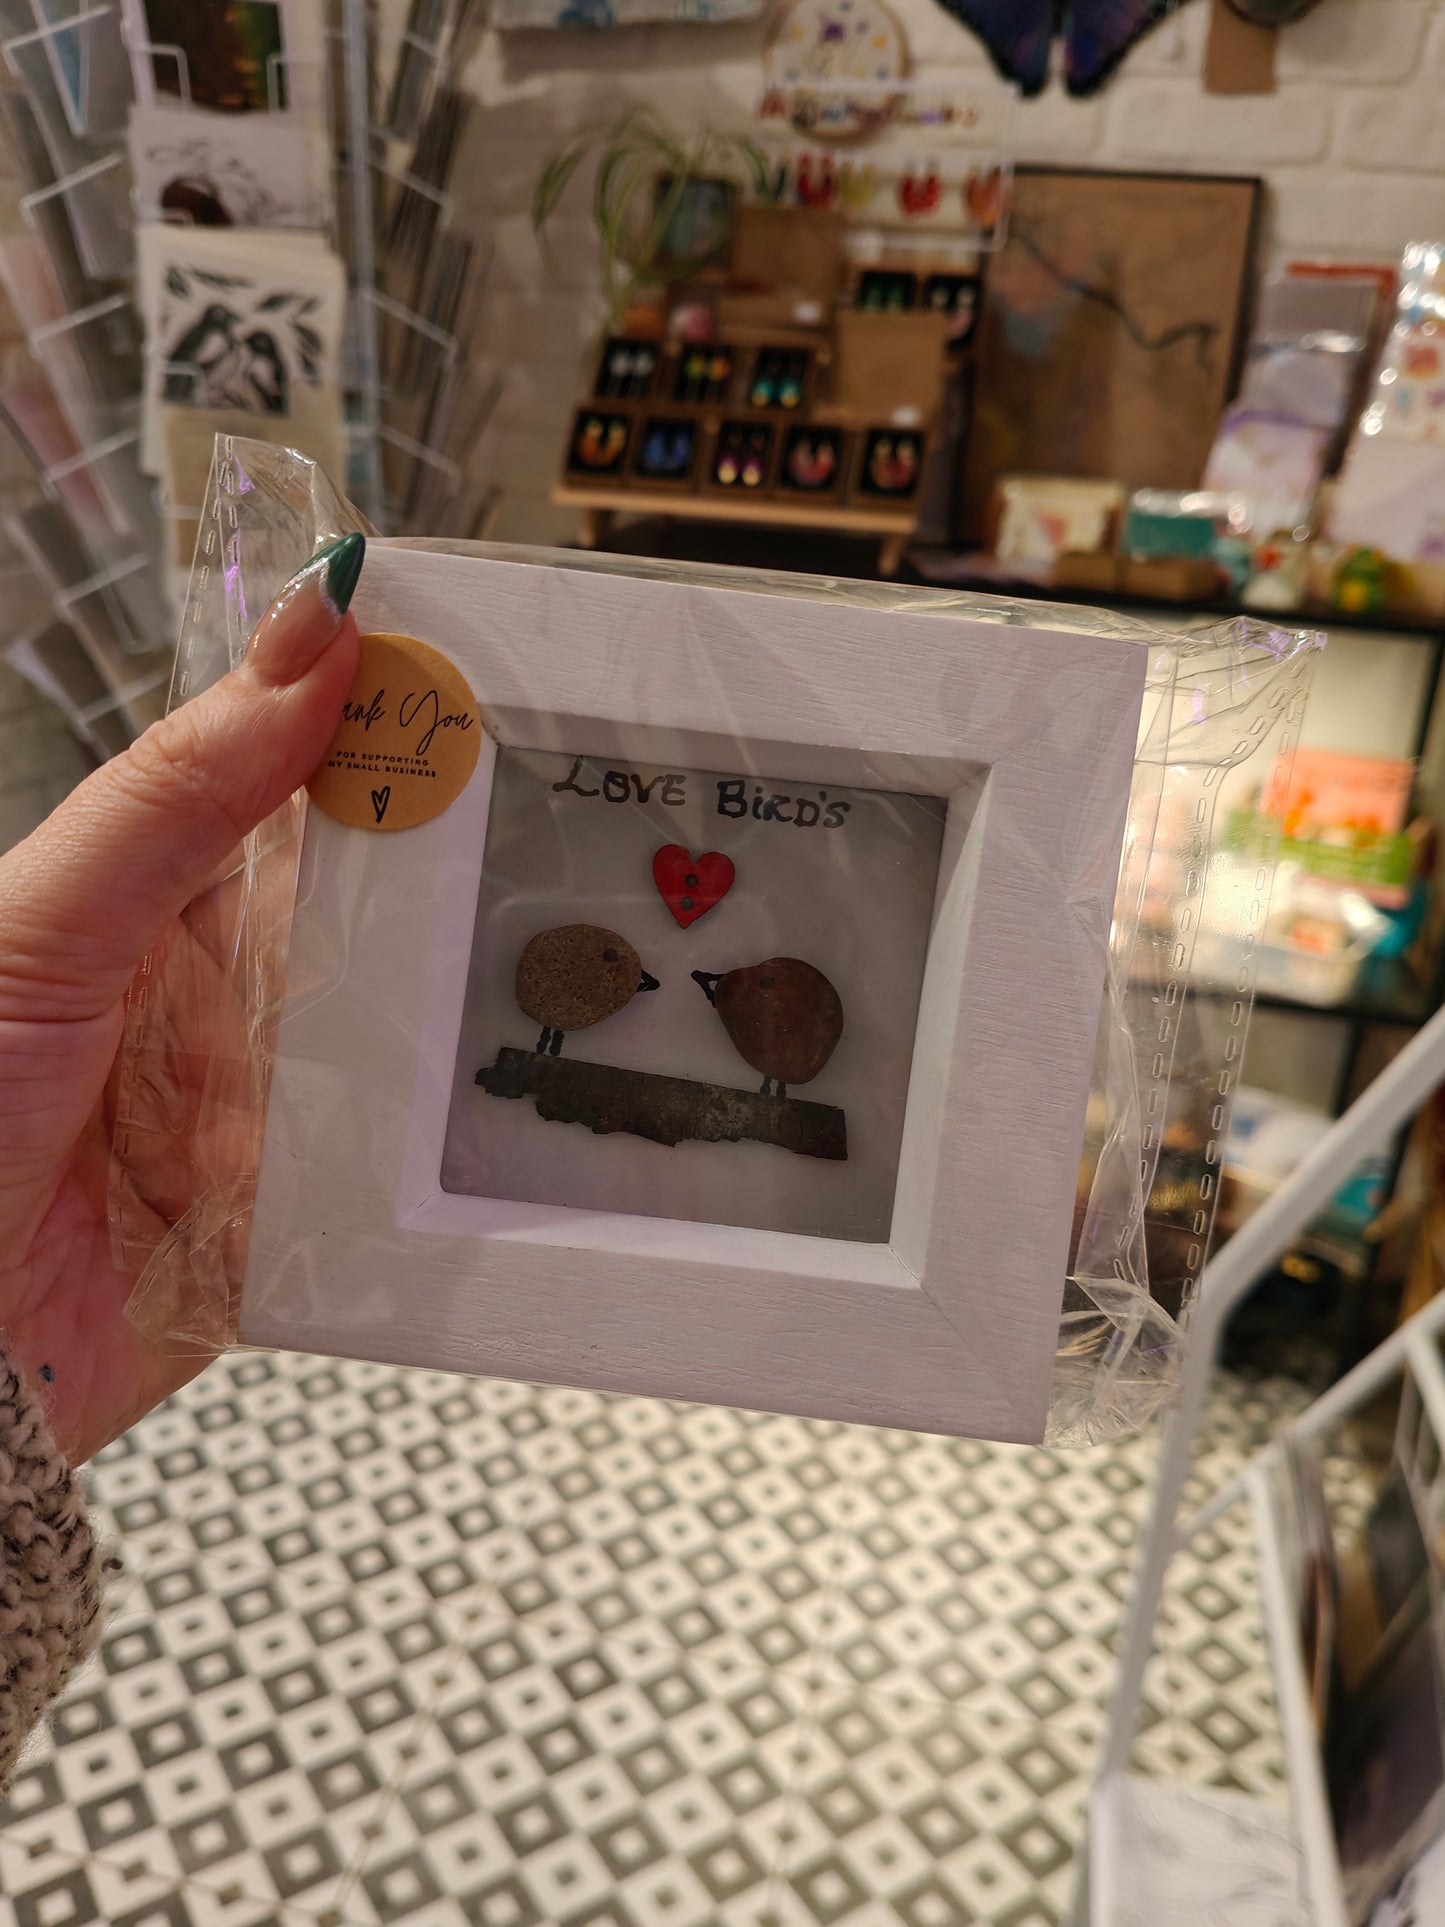 ank You
FOR SUPPORTING
MY SMALL BUSINESS
LOVE BIRD'S